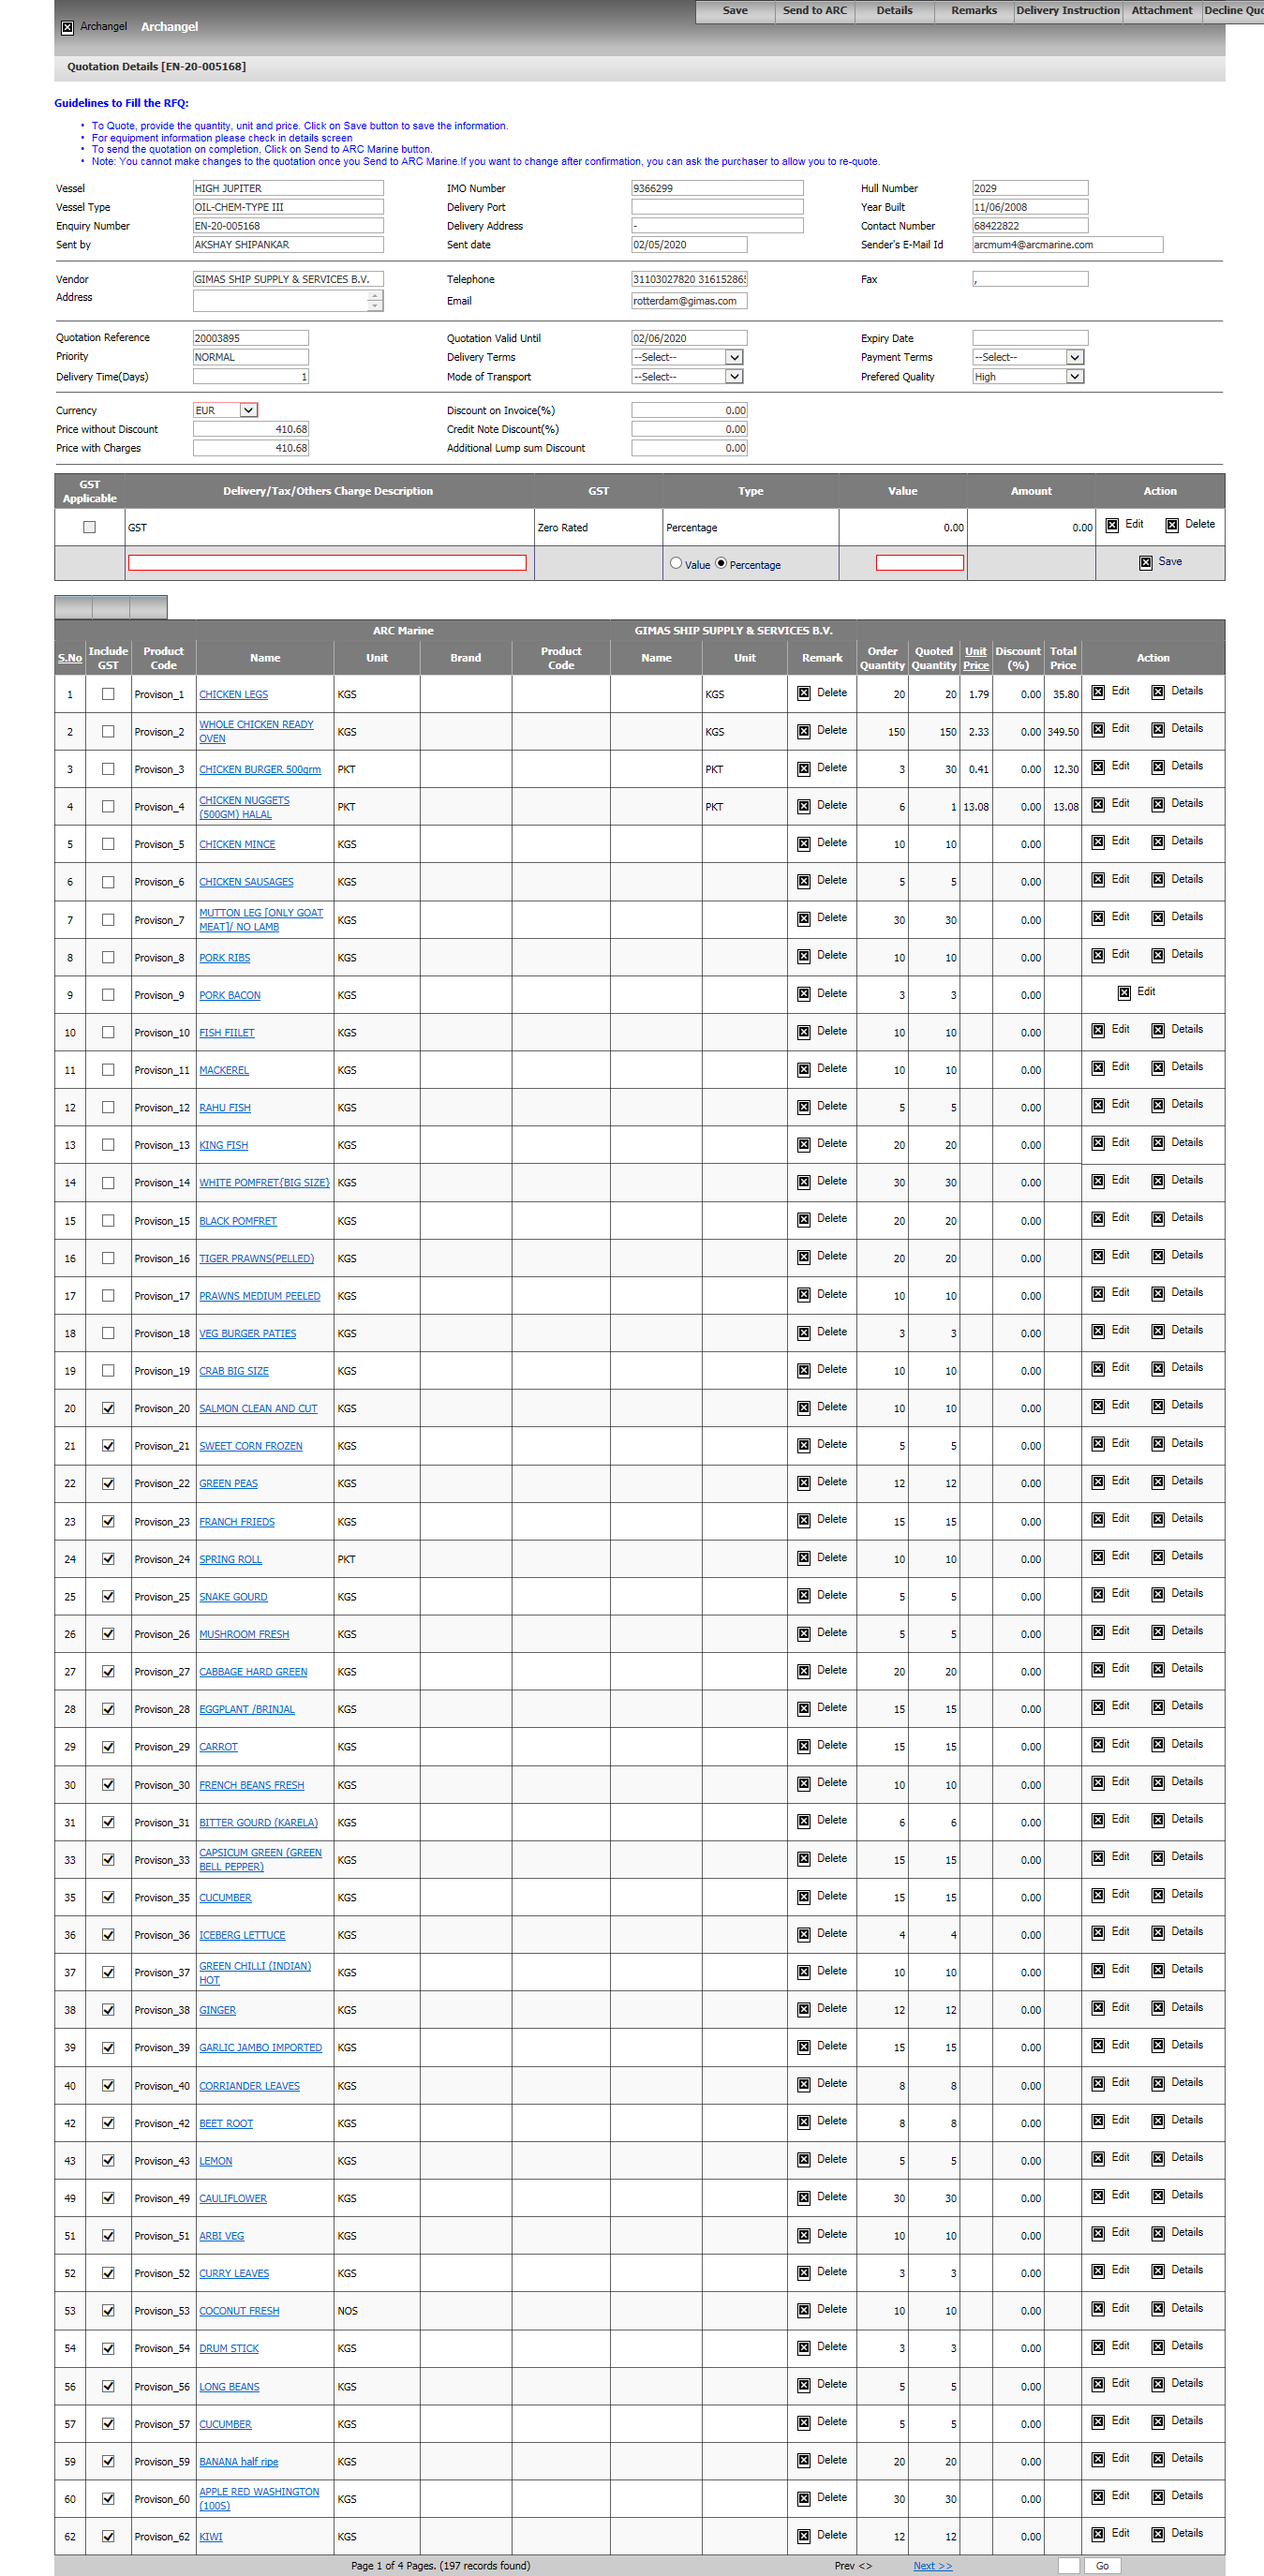 Save Send to ARC Details Remarks Delivery Instruction Attachment Decline Quo
Archangel Archangel
Quotation Details [EN-20-005168]
Guidelines to Fill the RFQ:
• To Quote, provide the quantity, unit and price. Click on Save button to save the information.
• For equipment information please check in details screen
• To send the quotation on completion, Click on Send to ARC Marine button.
• Note: You cannot make changes to the quotation once you Send to ARC Marine.If you want to change after confirmation, you can ask the purchaser to allow you to re-quote.
Vessel HIGH JUPITER IMO Number 9366299 Hull Number 2029
Vessel Type OIL-CHEM-TYPE III Delivery Port Year Built 11/06/2008
Enquiry Number EN-20-005168 Delivery Address - Contact Number 68422822
Sent by AKSHAY SHIPANKAR Sent date 02/05/2020 Sender's E-Mail Id arcmum4@arcmarine.com
Vendor GIMAS SHIP SUPPLY & SERVICES B.V. Telephone 31103027820 316152865 Fax ,
Address Email rotterdam@gimas.com
Quotation Reference 20003895 Quotation Valid Until 02/06/2020 Expiry Date
Priority NORMAL Delivery Terms --Select-- Payment Terms --Select--
Delivery Time(Days) 1 Mode of Transport --Select-- Prefered Quality High
Currency EUR Discount on Invoice(%) 0.00
Price without Discount 410.68 Credit Note Discount(%) 0.00
Price with Charges 410.68 Additional Lump sum Discount 0.00
GST Applicable Delivery/Tax/Others Charge Description GST Type Value Amount Action
GST Zero Rated Percentage 0.00 0.00 Edit Delete
Value Percentage Save
ARC Marine GIMAS SHIP SUPPLY & SERVICES B.V.
S.No Include GST Product Code Name Unit Brand Product Code Name Unit Remark Order Quantity Quoted Quantity Unit Price Discount (%) Total Price Action
1 Provison_1 CHICKEN LEGS KGS KGS Delete 20 20 1.79 0.00 35.80 Edit Details
2 Provison_2 WHOLE CHICKEN READY OVEN KGS KGS Delete 150 150 2.33 0.00 349.50 Edit Details
3 Provison_3 CHICKEN BURGER 500grm PKT PKT Delete 3 30 0.41 0.00 12.30 Edit Details
4 Provison_4 CHICKEN NUGGETS (500GM) HALAL PKT PKT Delete 6 1 13.08 0.00 13.08 Edit Details
5 Provison_5 CHICKEN MINCE KGS Delete 10 10 0.00 Edit Details
6 Provison_6 CHICKEN SAUSAGES KGS Delete 5 5 0.00 Edit Details
7 Provison_7 MUTTON LEG [ONLY GOAT MEAT]/ NO LAMB KGS Delete 30 30 0.00 Edit Details
8 Provison_8 PORK RIBS KGS Delete 10 10 0.00 Edit Details
9 Provison_9 PORK BACON KGS Delete 3 3 0.00 Edit
10 Provison_10 FISH FIILET KGS Delete 10 10 0.00 Edit Details
11 Provison_11 MACKEREL KGS Delete 10 10 0.00 Edit Details
12 Provison_12 RAHU FISH KGS Delete 5 5 0.00 Edit Details
13 Provison_13 KING FISH KGS Delete 20 20 0.00 Edit Details
14 Provison_14 WHITE POMFRET{BIG SIZE} KGS Delete 30 30 0.00 Edit Details
15 Provison_15 BLACK POMFRET KGS Delete 20 20 0.00 Edit Details
16 Provison_16 TIGER PRAWNS(PELLED) KGS Delete 20 20 0.00 Edit Details
17 Provison_17 PRAWNS MEDIUM PEELED KGS Delete 10 10 0.00 Edit Details
18 Provison_18 VEG BURGER PATIES KGS Delete 3 3 0.00 Edit Details
19 Provison_19 CRAB BIG SIZE KGS Delete 10 10 0.00 Edit Details
20 Provison_20 SALMON CLEAN AND CUT KGS Delete 10 10 0.00 Edit Details
21 Provison_21 SWEET CORN FROZEN KGS Delete 5 5 0.00 Edit Details
22 Provison_22 GREEN PEAS KGS Delete 12 12 0.00 Edit Details
23 Provison_23 FRANCH FRIEDS KGS Delete 15 15 0.00 Edit Details
24 Provison_24 SPRING ROLL PKT Delete 10 10 0.00 Edit Details
25 Provison_25 SNAKE GOURD KGS Delete 5 5 0.00 Edit Details
26 Provison_26 MUSHROOM FRESH KGS Delete 5 5 0.00 Edit Details
27 Provison_27 CABBAGE HARD GREEN KGS Delete 20 20 0.00 Edit Details
28 Provison_28 EGGPLANT /BRINJAL KGS Delete 15 15 0.00 Edit Details
29 Provison_29 CARROT KGS Delete 15 15 0.00 Edit Details
30 Provison_30 FRENCH BEANS FRESH KGS Delete 10 10 0.00 Edit Details
31 Provison_31 BITTER GOURD (KARELA) KGS Delete 6 6 0.00 Edit Details
33 Provison_33 CAPSICUM GREEN (GREEN BELL PEPPER) KGS Delete 15 15 0.00 Edit Details
35 Provison_35 CUCUMBER KGS Delete 15 15 0.00 Edit Details
36 Provison_36 ICEBERG LETTUCE KGS Delete 4 4 0.00 Edit Details
37 Provison_37 GREEN CHILLI (INDIAN) HOT KGS Delete 10 10 0.00 Edit Details
38 Provison_38 GINGER KGS Delete 12 12 0.00 Edit Details
39 Provison_39 GARLIC JAMBO IMPORTED KGS Delete 15 15 0.00 Edit Details
40 Provison_40 CORRIANDER LEAVES KGS Delete 8 8 0.00 Edit Details
42 Provison_42 BEET ROOT KGS Delete 8 8 0.00 Edit Details
43 Provison_43 LEMON KGS Delete 5 5 0.00 Edit Details
49 Provison_49 CAULIFLOWER KGS Delete 30 30 0.00 Edit Details
51 Provison_51 ARBI VEG KGS Delete 10 10 0.00 Edit Details
52 Provison_52 CURRY LEAVES KGS Delete 3 3 0.00 Edit Details
53 Provison_53 COCONUT FRESH NOS Delete 10 10 0.00 Edit Details
54 Provison_54 DRUM STICK KGS Delete 3 3 0.00 Edit Details
56 Provison_56 LONG BEANS KGS Delete 5 5 0.00 Edit Details
57 Provison_57 CUCUMBER KGS Delete 5 5 0.00 Edit Details
59 Provison_59 BANANA half ripe KGS Delete 20 20 0.00 Edit Details
60 Provison_60 APPLE RED WASHINGTON (100S) KGS Delete 30 30 0.00 Edit Details
62 Provison_62 KIWI KGS Delete 12 12 0.00 Edit Details
Page 1 of 4 Pages. (197 records found) Prev <> Next >> Go